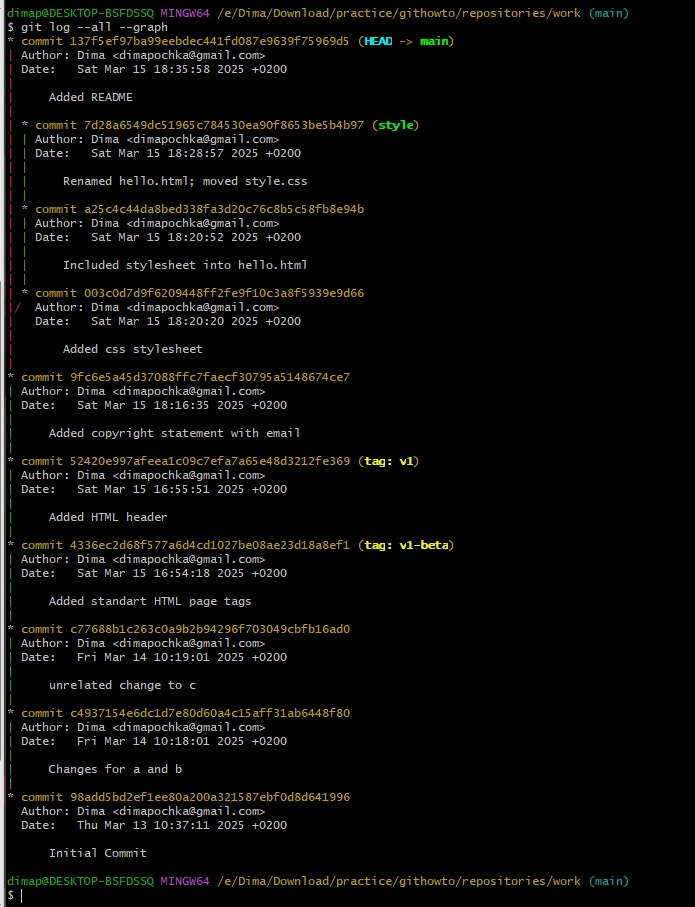 dimap@DESKTOP-BSFDSSQ MINGW64 /e/Dima/Download/practice/githowto/repositories/work (main)
$ git log --all --graph
* commit 137f5ef97ba99eebdec441fd087e9639f75969d5 (HEAD -> main)
| Author: Dima <dimapochka@gmail.com>
| Date:   Sat Mar 15 18:35:58 2025 +0200
|
|     Added README
|
| * commit 7d28a6549dc51965c784530ea90f8653be5b4b97 (style)
| | Author: Dima <dimapochka@gmail.com>
| | Date:   Sat Mar 15 18:28:57 2025 +0200
| |
| |     Renamed hello.html; moved style.css
| |
| * commit a25c4c44da8bed338fa3d20c76c8b5c58fb8e94b
| | Author: Dima <dimapochka@gmail.com>
| | Date:   Sat Mar 15 18:20:52 2025 +0200
| |
| |     Included stylesheet into hello.html
| |
| * commit 003c0d7d9f6209448ff2fe9f10c3a8f5939e9d66
|/  Author: Dima <dimapochka@gmail.com>
|   Date:   Sat Mar 15 18:20:20 2025 +0200
|
|       Added css stylesheet
|
* commit 9fc6e5a45d37088ffc7faecf30795a5148674ce7
| Author: Dima <dimapochka@gmail.com>
| Date:   Sat Mar 15 18:16:35 2025 +0200
|
|     Added copyright statement with email
|
* commit 52420e997afeea1c09c7efa7a65e48d3212fe369 (tag: v1)
| Author: Dima <dimapochka@gmail.com>
| Date:   Sat Mar 15 16:55:51 2025 +0200
|
|     Added HTML header
|
* commit 4336ec2d68f577a6d4cd1027be08ae23d18a8ef1 (tag: v1-beta)
| Author: Dima <dimapochka@gmail.com>
| Date:   Sat Mar 15 16:54:18 2025 +0200
|
|     Added standart HTML page tags
|
* commit c77688b1c263c0a9b2b94296f703049cbfb16ad0
| Author: Dima <dimapochka@gmail.com>
| Date:   Fri Mar 14 10:19:01 2025 +0200
|
|     unrelated change to c
|
* commit c4937154e6dc1d7e80d60a4c15aff31ab6448f80
| Author: Dima <dimapochka@gmail.com>
| Date:   Fri Mar 14 10:18:01 2025 +0200
|
|     Changes for a and b
|
* commit 98add5bd2ef1ee80a200a321587ebf0d8d641996
  Author: Dima <dimapochka@gmail.com>
  Date:   Thu Mar 13 10:37:11 2025 +0200

      Initial Commit

dimap@DESKTOP-BSFDSSQ MINGW64 /e/Dima/Download/practice/githowto/repositories/work (main)
$